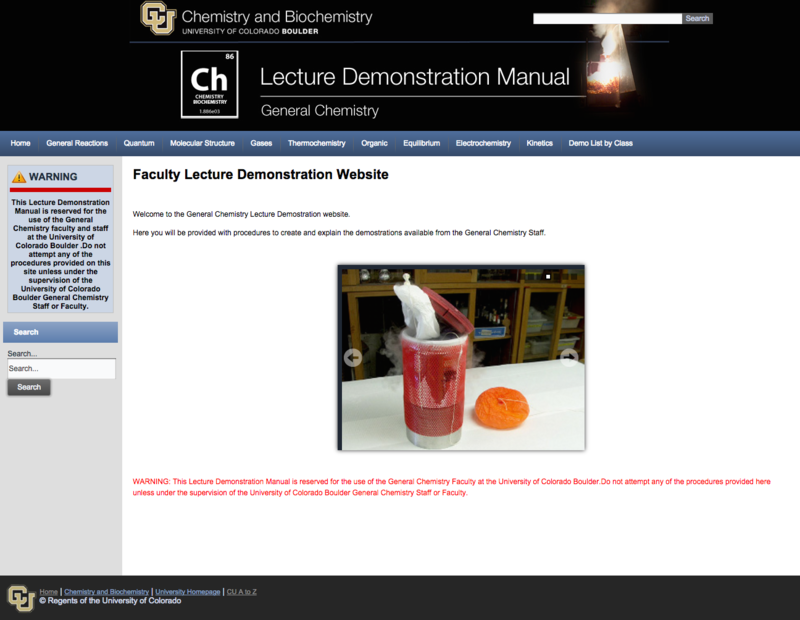 CU Chemistry and Biochemistry
UNIVERSITY OF COLORADO BOULDER
Search
86
Ch
CHEMISTRY
BIOCHEMISTRY
1.886e03
Lecture Demonstration Manual
General Chemistry
Home General Reactions Quantum Molecular Structure Gases Thermochemistry Organic Equilibrium Electrochemistry Kinetics Demo List by Class
WARNING
This Lecture Demonstration
Manual is reserved for the
use of the General
Chemistry faculty and staff
at the University of
Colorado Boulder .Do not
attempt any of the
procedures provided on this
site unless under the
supervision of the
University of Colorado
Boulder General Chemistry
Staff or Faculty.
Search
Search...
Search...
Search
Faculty Lecture Demonstration Website
Welcome to the General Chemistry Lecture Demostration website.
Here you will be provided with procedures to create and explain the demostrations available from the General Chemistry Staff.
WARNING: This Lecture Demonstration Manual is reserved for the use of the General Chemistry Faculty at the University of Colorado Boulder.Do not attempt any of the procedures provided here
unless under the supervision of the University of Colorado Boulder General Chemistry Staff or Faculty.
CU Home | Chemistry and Biochemistry | University Homepage | CU A to Z
© Regents of the University of Colorado